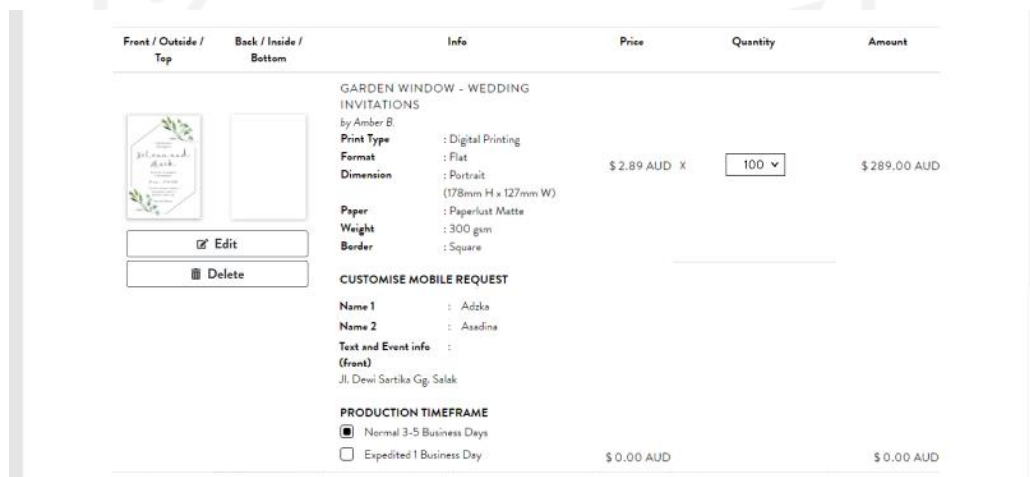 Front / Outside / Top
Back / Inside / Bottom
Info
Price
Quantity
Amount
GARDEN WINDOW - WEDDING
INVITATIONS
by Amber B.
Print Type : Digital Printing
Format : Flat
Dimension : Portrait
(178mm H x 127mm W)
Paper : Paperlust Matte
Weight : 300 gsm
Border : Square
$ 2.89 AUD X
100
$ 289.00 AUD
Edit
Delete
CUSTOMISE MOBILE REQUEST
Name 1 : Adzka
Name 2 : Asadina
Text and Event info :
(front)
Jl. Dewi Sartika Gg. Salak
PRODUCTION TIMEFRAME
Normal 3-5 Business Days
Expedited 1 Business Day
$ 0.00 AUD
$ 0.00 AUD